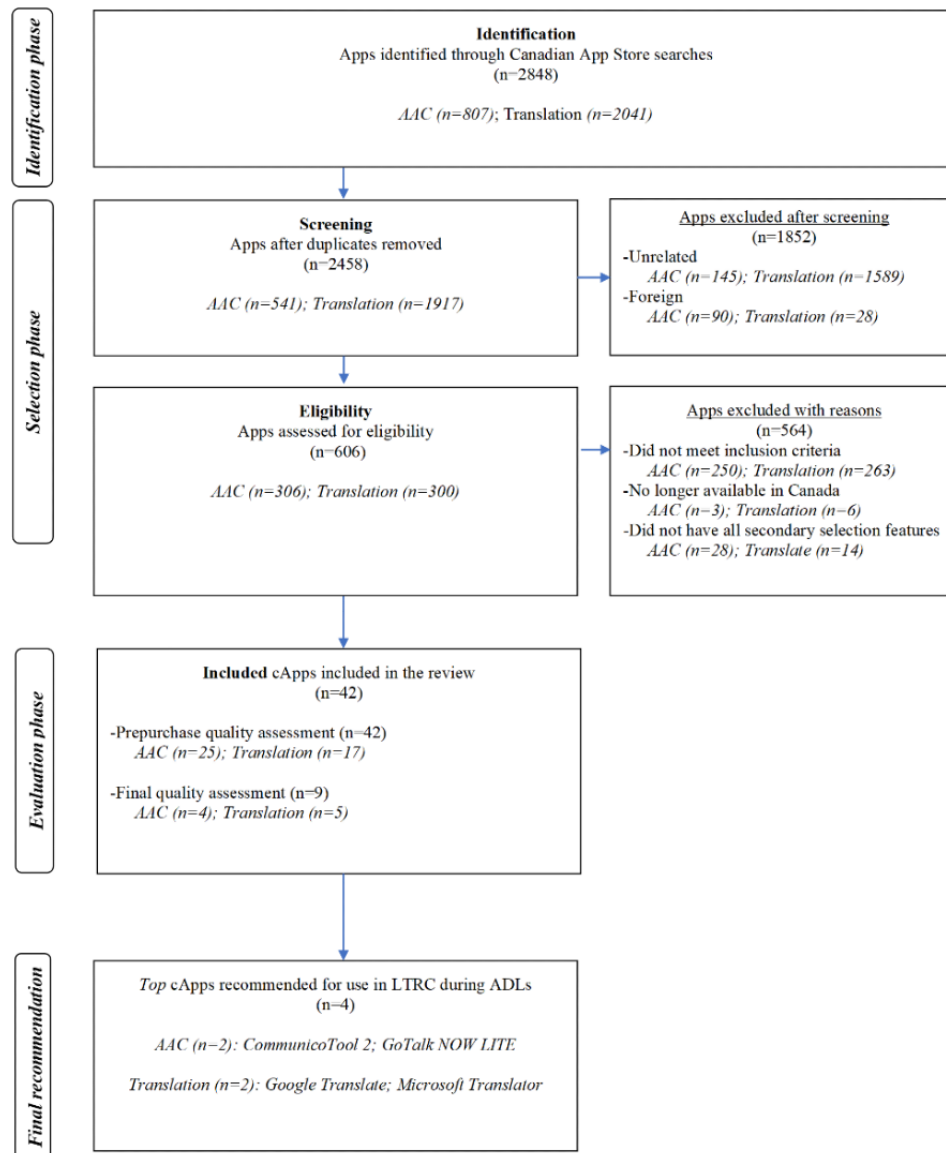 Identification phase
Identification
Apps identified through Canadian App Store searches
(n=2848)
AAC (n=807); Translation (n=2041)
Selection phase
Screening
Apps after duplicates removed
(n=2458)
AAC (n=541); Translation (n=1917)
Apps excluded after screening
(n=1852)
-Unrelated
AAC (n=145); Translation (n=1589)
-Foreign
AAC (n=90); Translation (n=28)
Eligibility
Apps assessed for eligibility
(n=606)
AAC (n=306); Translation (n=300)
Apps excluded with reasons
(n=564)
-Did not meet inclusion criteria
AAC (n=250); Translation (n=263)
-No longer available in Canada
AAC (n=3); Translation (n=6)
-Did not have all secondary selection features
AAC (n=28); Translate (n=14)
Evaluation phase
Included cApps included in the review
(n=42)
-Prepurchase quality assessment (n=42)
AAC (n=25); Translation (n=17)
-Final quality assessment (n=9)
AAC (n=4); Translation (n=5)
Final recommendation
Top cApps recommended for use in LTRC during ADLs
(n=4)
AAC (n=2): CommunicoTool 2; GoTalk NOW LITE
Translation (n=2): Google Translate; Microsoft Translator